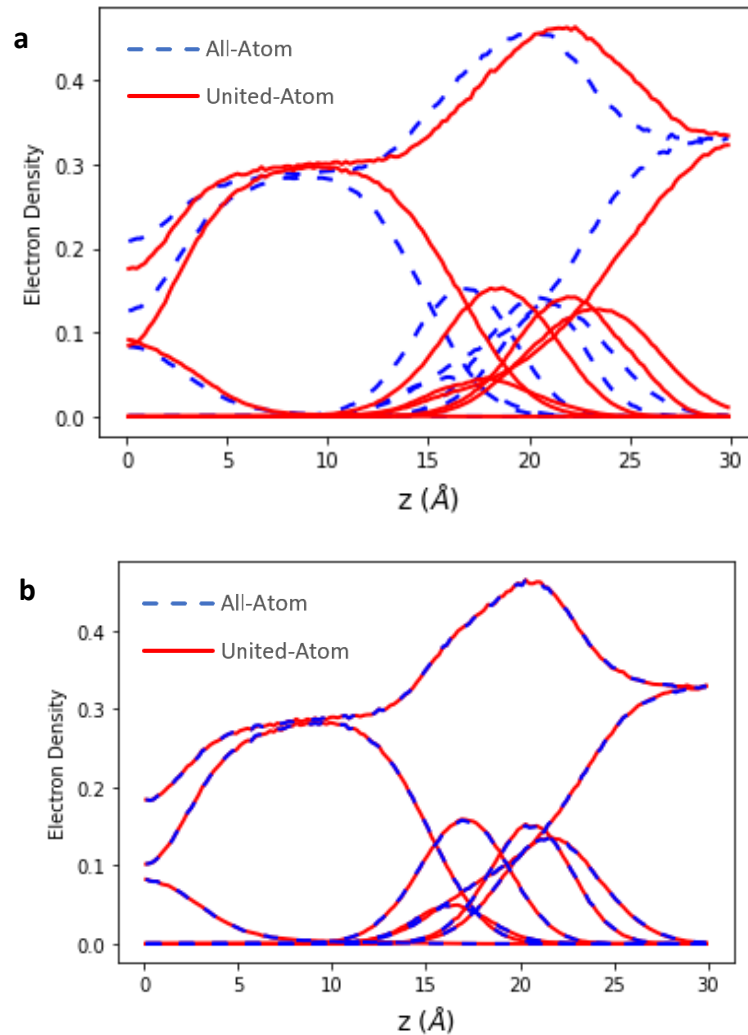 a
All-Atom
United-Atom
0.4
0.3
0.2
0.1
0.0
Electron Density
0 5 10 15 20 25 30
z (Å)
b
All-Atom
United-Atom
0.4
0.3
0.2
0.1
0.0
Electron Density
0 5 10 15 20 25 30
z (Å)